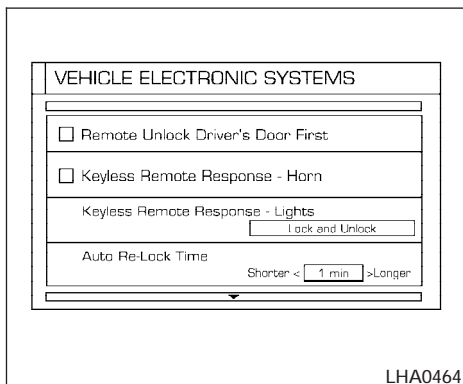 VEHICLE ELECTRONIC SYSTEMS
Remote Unlock Driver's Door First
Keyless Remote Response - Horn
Keyless Remote Response - Lights
Lock and Unlock
Auto Re-Lock Time
Shorter < 1 min >Longer
LHA0464